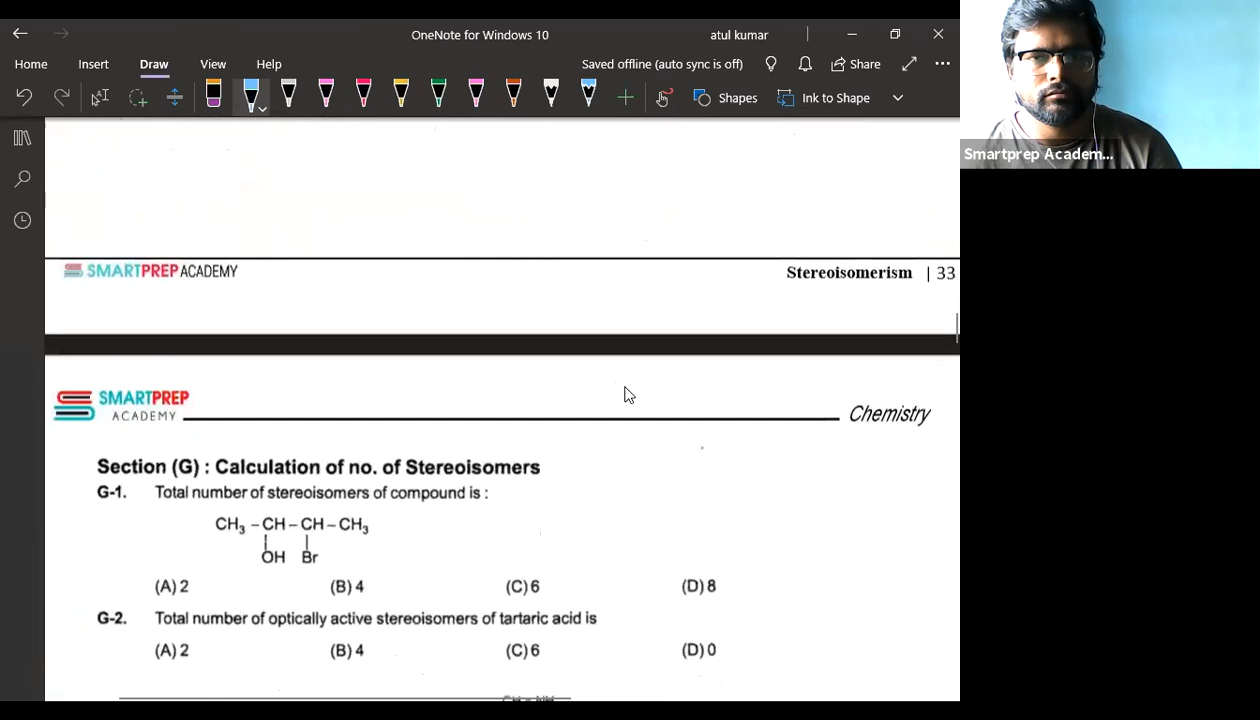 OneNote for Windows 10
atul kumar
Home Insert Draw View Help
Saved offline (auto sync is off)
Share
Shapes
Ink to Shape
Smartprep Academ...
SMARTPREP ACADEMY
Stereoisomerism | 33
SMARTPREP
ACADEMY
Chemistry
Section (G) : Calculation of no. of Stereoisomers
G-1. Total number of stereoisomers of compound is :
CH3 – CH – CH – CH3
OH Br
(A) 2 (B) 4 (C) 6 (D) 8
G-2. Total number of optically active stereoisomers of tartaric acid is
(A) 2 (B) 4 (C) 6 (D) 0